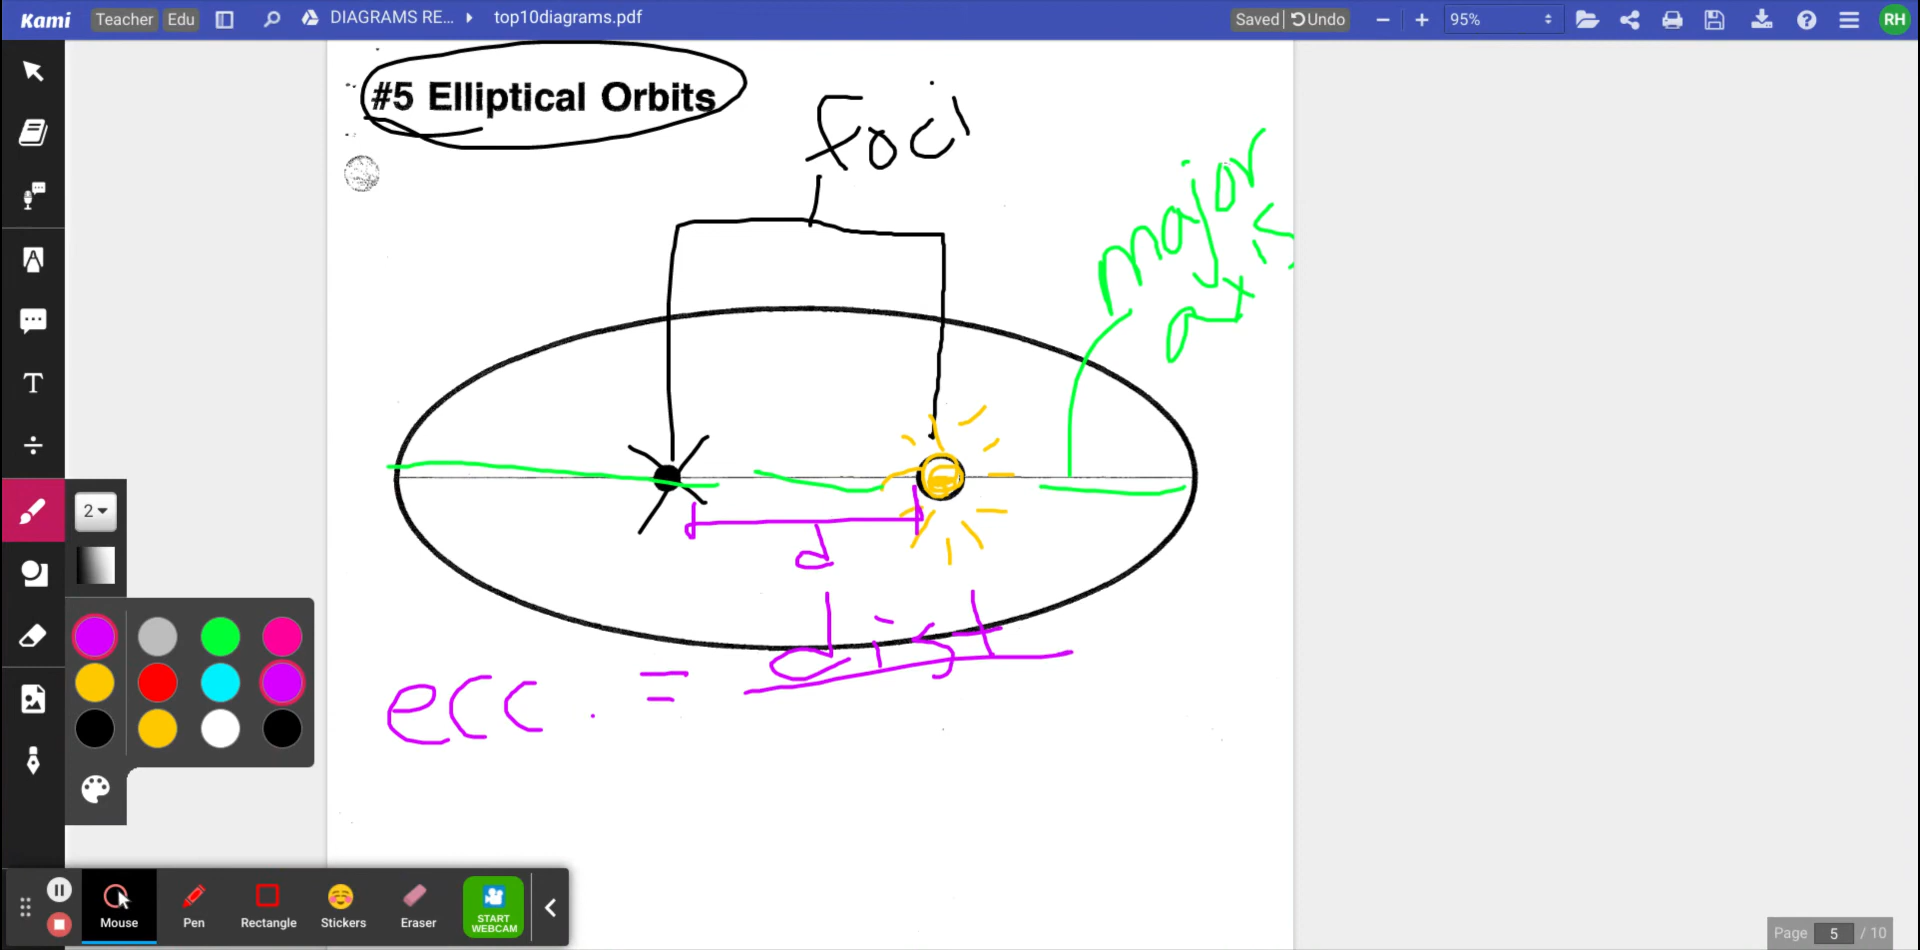 Kami Teacher Edu DIAGRAMS RE... top10diagrams.pdf Saved Undo 95% RH
#5 Elliptical Orbits
Foci
major
axis
T
2
d
ecc. = dist
Mouse Pen Rectangle Stickers Eraser START
WEBCAM
Page 5 / 10